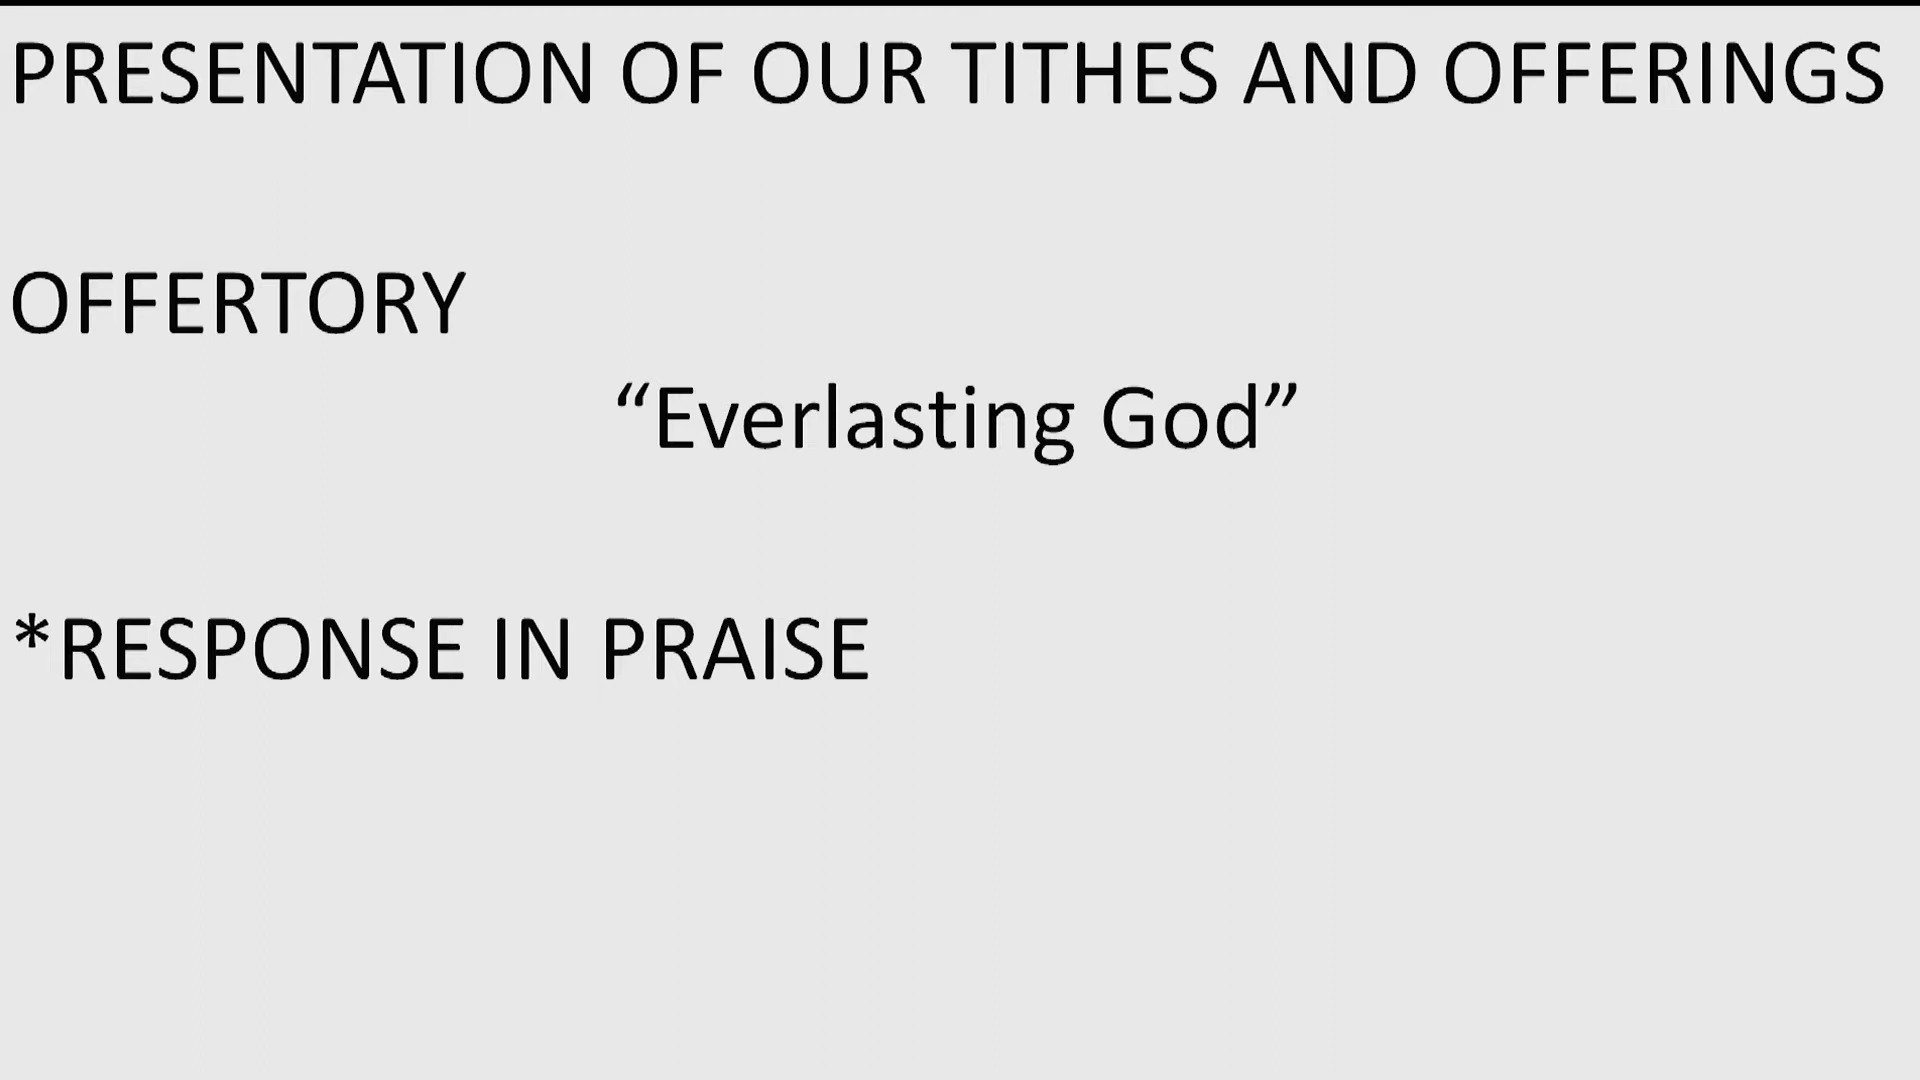 PRESENTATION OF OUR TITHES AND OFFERINGS
OFFERTORY
“Everlasting God”
*RESPONSE IN PRAISE